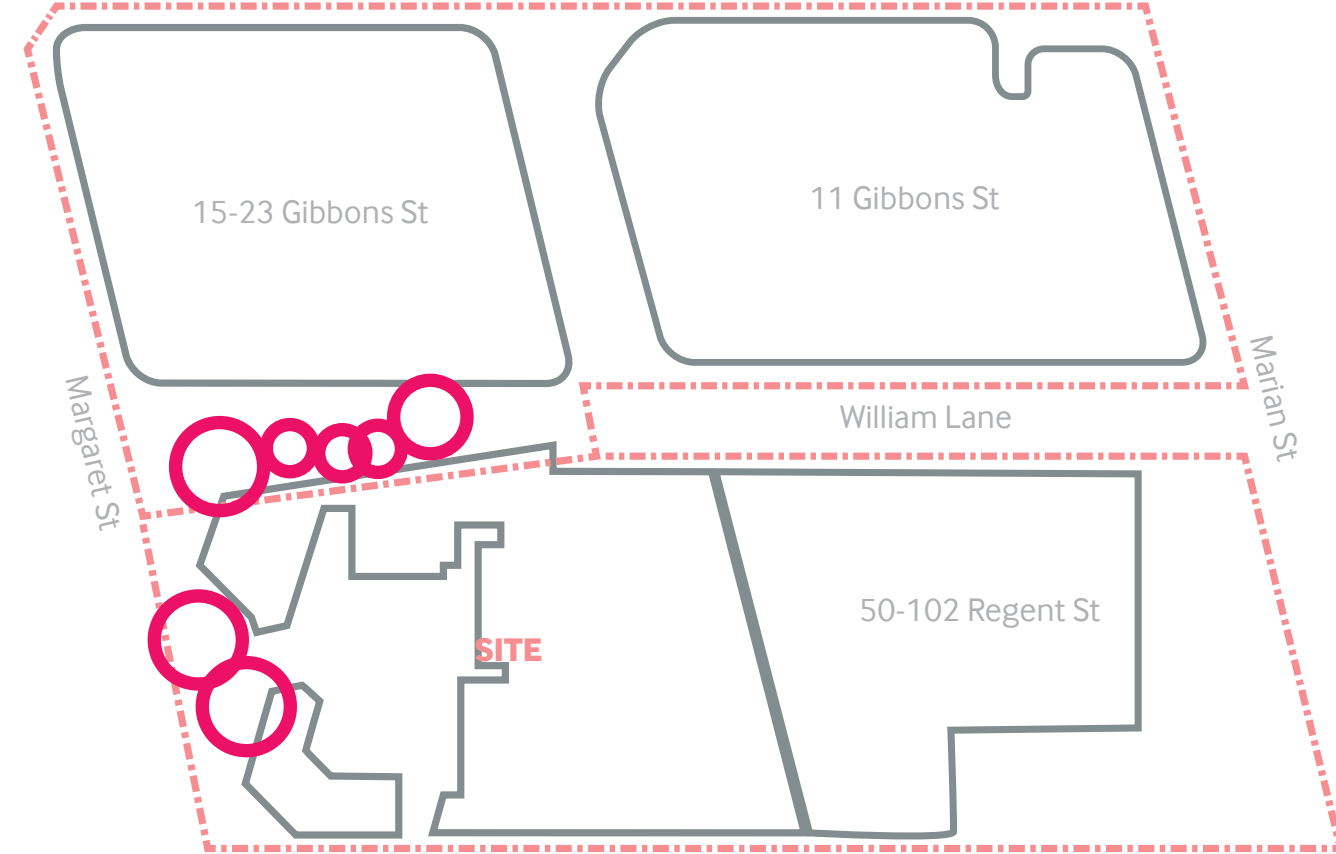 15-23 Gibbons St
11 Gibbons St
Margaret St
William Lane
Marian St
50-102 Regent St
SITE